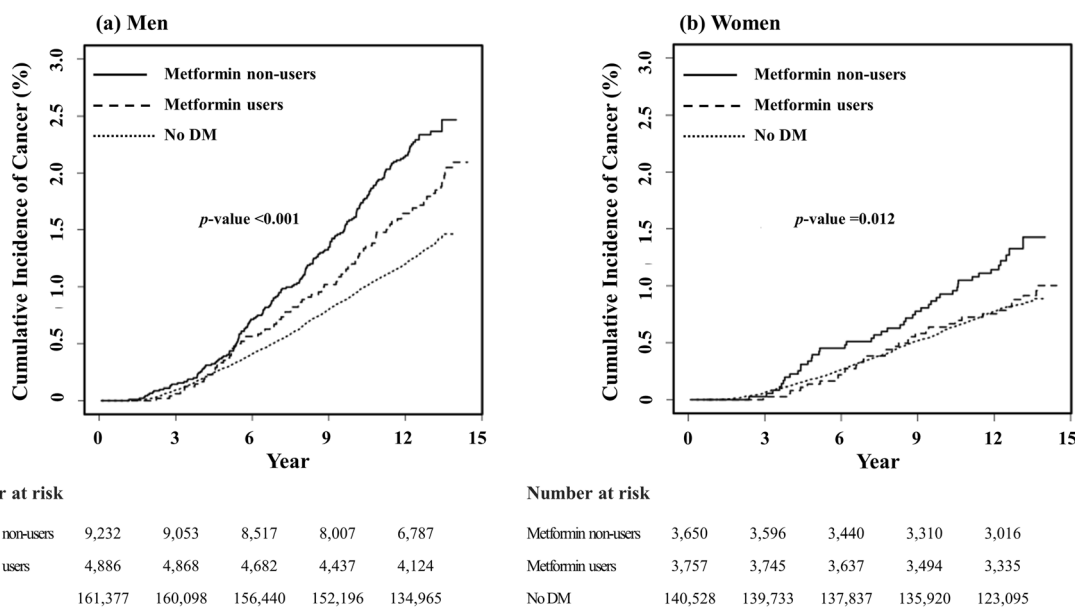 (a) Men
Cumulative Incidence of Cancer (%)
3.0
2.5
2.0
1.5
1.0
0.5
0
Metformin non-users
Metformin users
No DM
p-value <0.001
0 3 6 9 12 15
Year
r at risk
non-users 9,232 9,053 8,517 8,007 6,787
users 4,886 4,868 4,682 4,437 4,124
161,377 160,098 156,440 152,196 134,965
(b) Women
Cumulative Incidence of Cancer (%)
3.0
2.5
2.0
1.5
1.0
0.5
0
Metformin non-users
Metformin users
No DM
p-value =0.012
0 3 6 9 12 15
Year
Number at risk
Metformin non-users 3,650 3,596 3,440 3,310 3,016
Metformin users 3,757 3,745 3,637 3,494 3,335
No DM 140,528 139,733 137,837 135,920 123,095